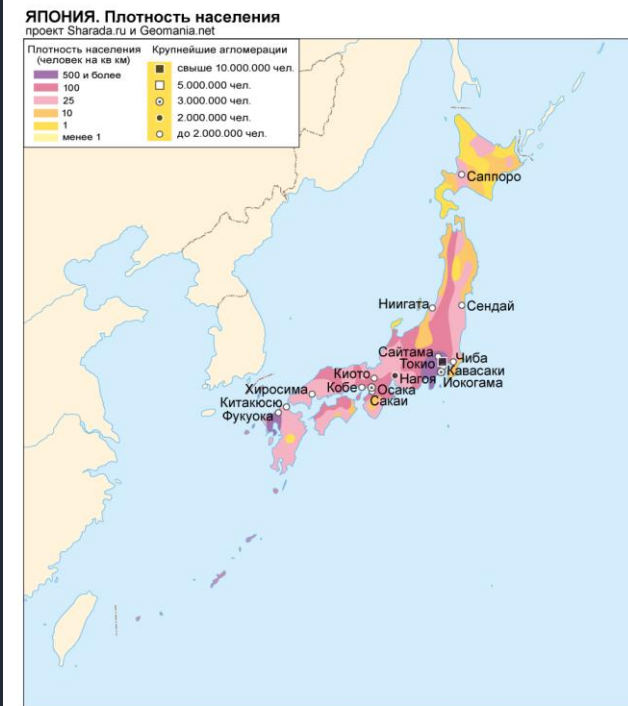 ЯПОНИЯ. Плотность населения
проект Sharada.ru и Geomania.net
Плотность населения
(человек на кв км)
500 и более
100
25
10
1
менее 1
Крупнейшие агломерации
свыше 10.000.000 чел.
5.000.000 чел.
3.000.000 чел.
2.000.000 чел.
до 2.000.000 чел.
Саппоро
Ниигата
Сендай
Сайтама
Токио
Чиба
Кавасаки
Иокогама
Киото
Нагоя
Кобе
Осака
Сакаи
Хиросима
Китакюсю
Фукуока